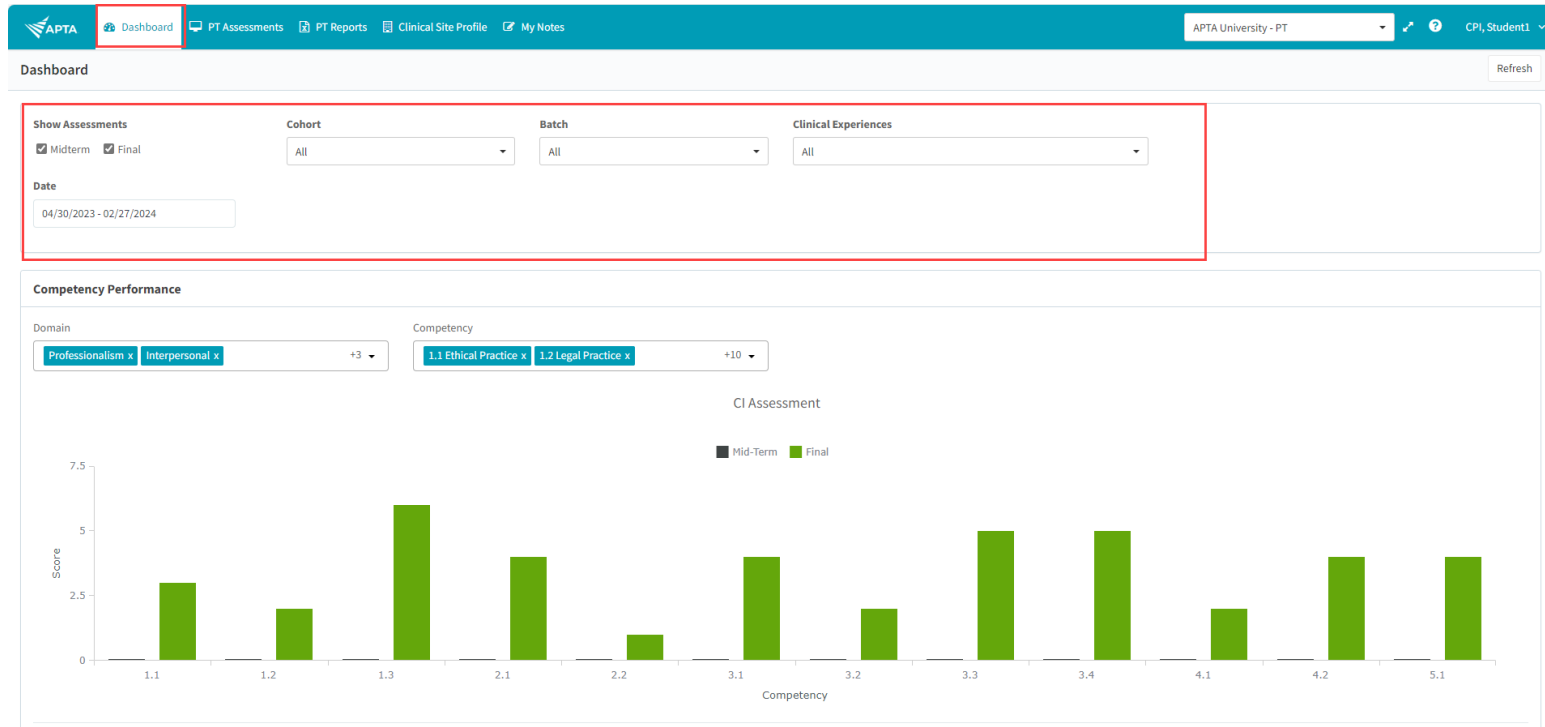 APTA Dashboard PT Assessments PT Reports Clinical Site Profile My Notes APTA University - PT CPI, Student1
Dashboard Refresh
Show Assessments Cohort Batch Clinical Experiences
Midterm Final All All All
Date
04/30/2023 - 02/27/2024
Competency Performance
Domain Competency
Professionalism x Interpersonal x +3 1.1 Ethical Practice x 1.2 Legal Practice x +10
CI Assessment
Mid-Term Final
7.5
5
Score
2.5
0
1.1 1.2 1.3 2.1 2.2 3.1 3.2 3.3 3.4 4.1 4.2 5.1
Competency